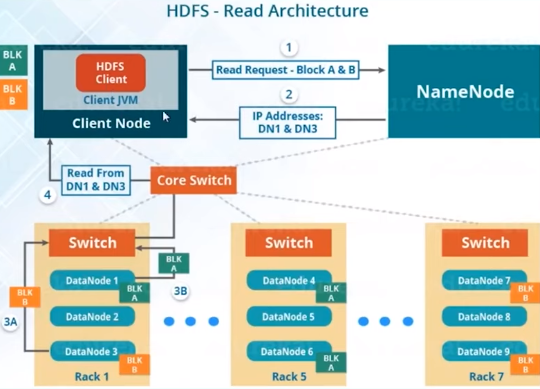 HDFS - Read Architecture
BLK
A
BLK
B
HDFS
Client
Client JVM
Client Node
1
Read Request - Block A & B
2
IP Addresses:
DN1 & DN3
NameNode
4
Read From
DN1 & DN3
Core Switch
Switch
DataNode 1
BLK
A
DataNode 2
DataNode 3
BLK
B
Rack 1
BLK
B
3A
BLK
A
3B
Switch
DataNode 4
BLK
A
DataNode 5
DataNode 6
BLK
A
Rack 5
Switch
DataNode 7
BLK
B
DataNode 8
DataNode 9
BLK
B
Rack 7